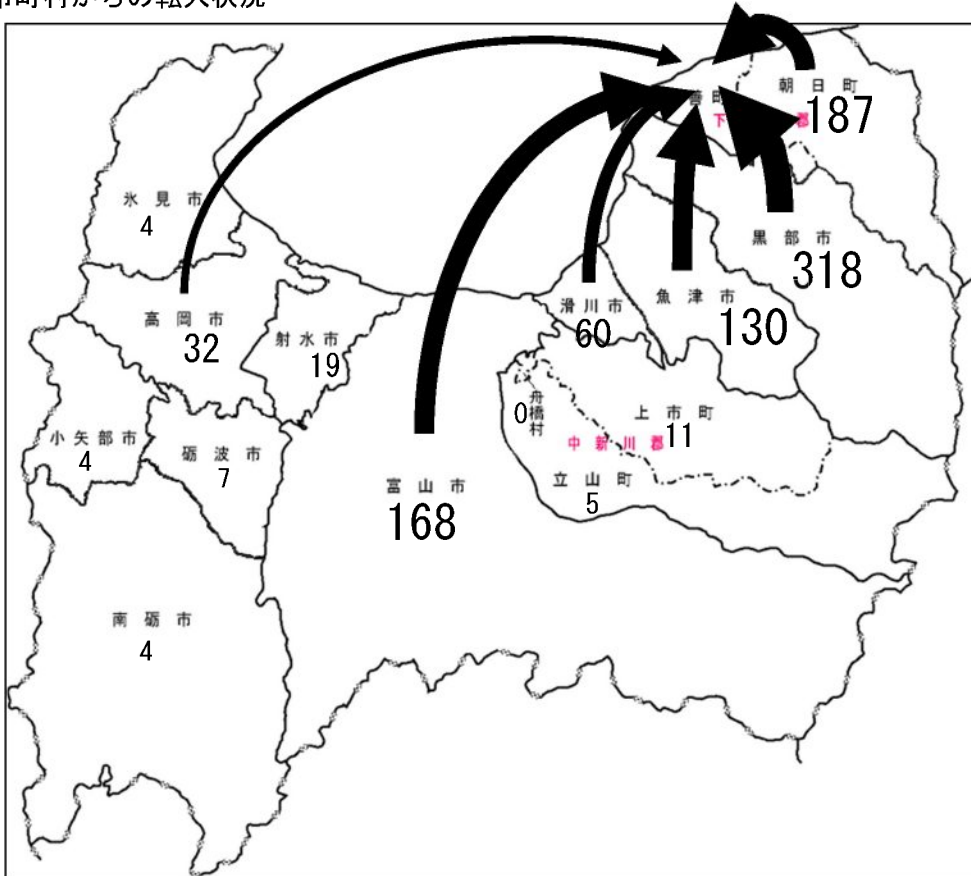 市町村からの転入状況
朝日町
187
善町
下
郡
氷見市
4
黒部市
318
魚津市
130
滑川市
60
高岡市
32
射水市
19
舟橋村
0
上市町
11
中新川郡
立山町
5
小矢部市
4
砺波市
7
富山市
168
南砺市
4